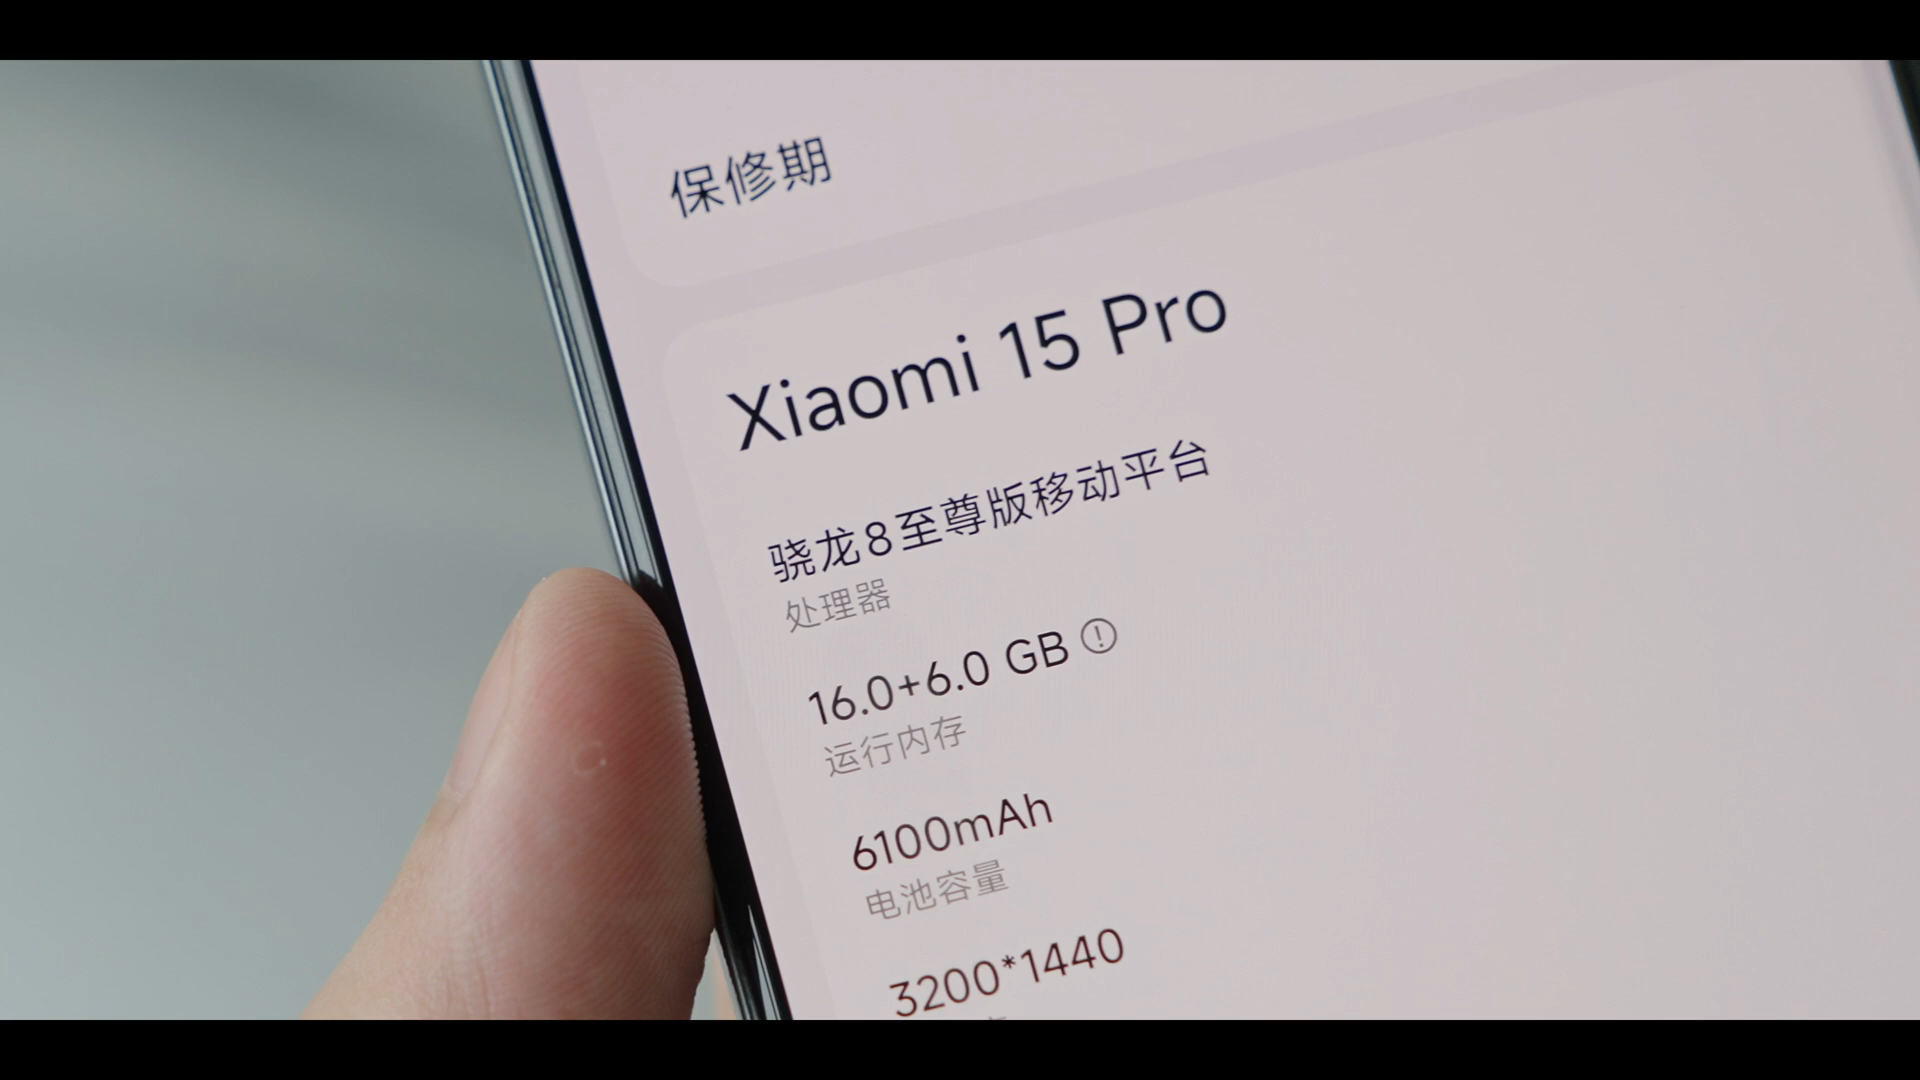 保修期
Xiaomi 15 Pro
骁龙8至尊版移动平台
处理器
16.0+6.0 GB
运行内存
6100mAh
电池容量
3200*1440